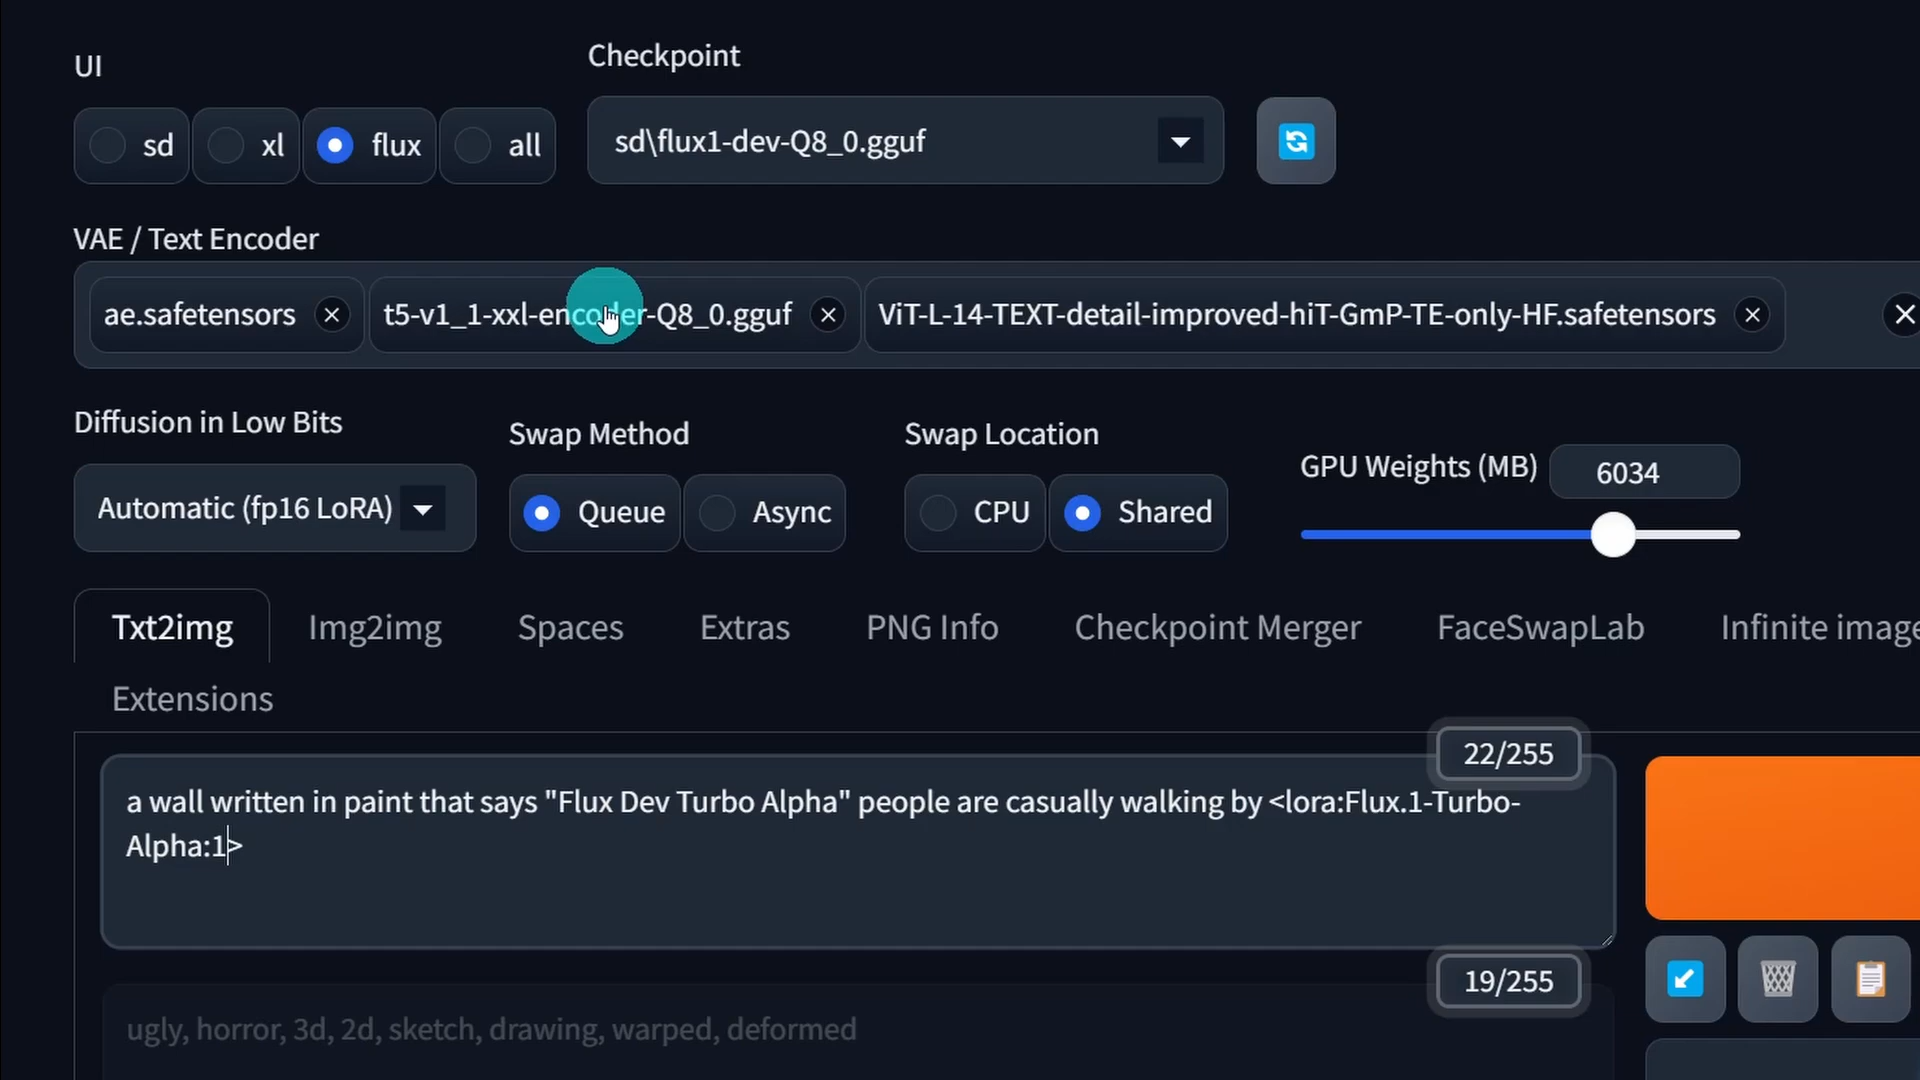 UI
Checkpoint
sd
xl
flux
all
sd\flux1-dev-Q8_0.gguf
VAE / Text Encoder
ae.safetensors
t5-v1_1-xxl-encoder-Q8_0.gguf
ViT-L-14-TEXT-detail-improved-hiT-GmP-TE-only-HF.safetensors
Diffusion in Low Bits
Swap Method
Swap Location
GPU Weights (MB)
6034
Automatic (fp16 LoRA)
Queue
Async
CPU
Shared
Txt2img
Img2img
Spaces
Extras
PNG Info
Checkpoint Merger
FaceSwapLab
Infinite image
Extensions
22/255
a wall written in paint that says "Flux Dev Turbo Alpha" people are casually walking by <lora:Flux.1-Turbo-
Alpha:1>
19/255
ugly, horror, 3d, 2d, sketch, drawing, warped, deformed